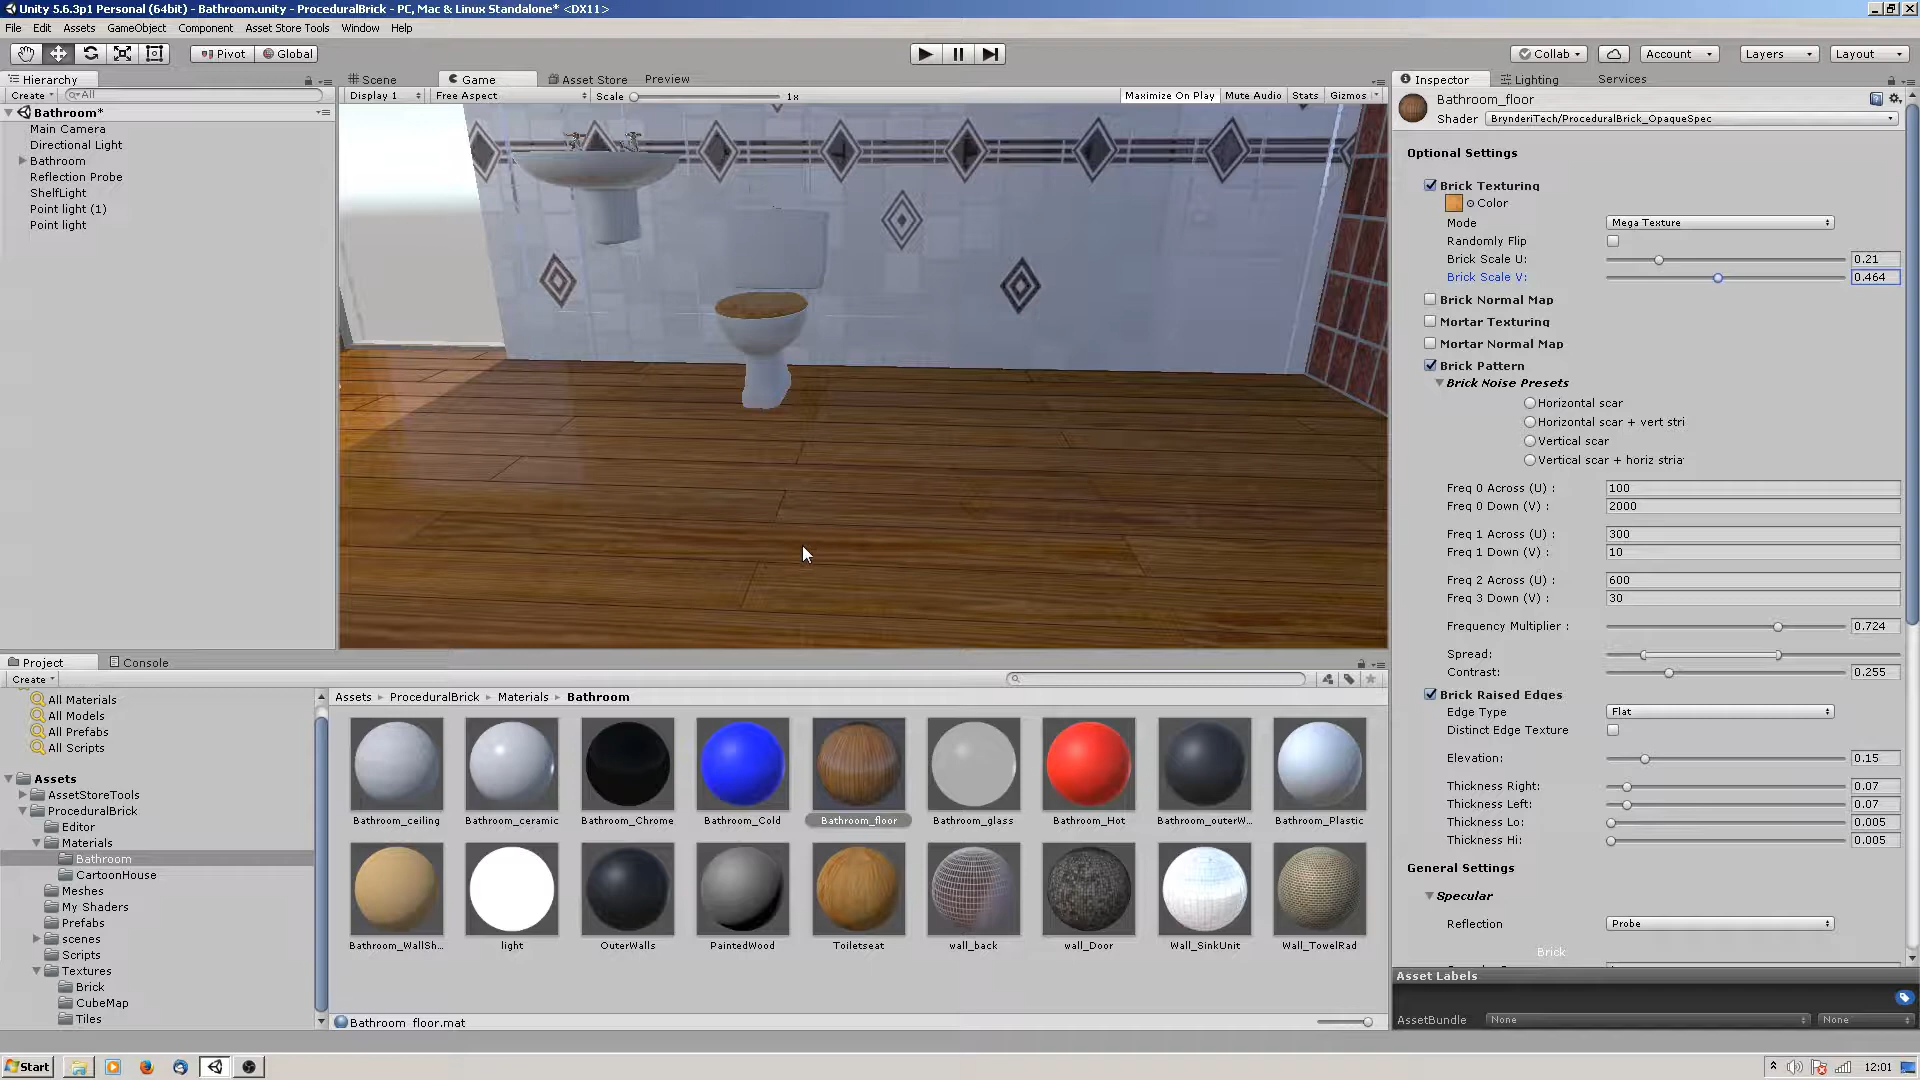 Unity 5.6.3p1 Personal (64bit) - Bathroom.unity - ProceduralBrick - PC, Mac & Linux Standalone* <DX11>
File Edit Assets GameObject Component Asset Store Tools Window Help
Pivot Global Collab Account Layers Layout
Hierarchy
Create All
Bathroom*
Main Camera
Directional Light
Bathroom
Reflection Probe
ShelfLight
Point light (1)
Point light
Scene Game Asset Store Preview
Display 1 Free Aspect Scale 1x Maximize On Play Mute Audio Stats Gizmos
Inspector Lighting Services
Bathroom_floor
Shader BrynderiTech/ProceduralBrick_OpaqueSpec
Optional Settings
Brick Texturing
Color
Mode Mega Texture
Randomly Flip
Brick Scale U: 0.21
Brick Scale V: 0.464
Brick Normal Map
Mortar Texturing
Mortar Normal Map
Brick Pattern
Brick Noise Presets
Horizontal scar
Horizontal scar + vert stri
Vertical scar
Vertical scar + horiz stria
Freq 0 Across (U) : 100
Freq 0 Down (V) : 2000
Freq 1 Across (U) : 300
Freq 1 Down (V) : 10
Freq 2 Across (U) : 600
Freq 3 Down (V) : 30
Frequency Multiplier : 0.724
Spread:
Contrast: 0.255
Brick Raised Edges
Edge Type Flat
Distinct Edge Texture
Elevation: 0.15
Thickness Right: 0.07
Thickness Left: 0.07
Thickness Lo: 0.005
Thickness Hi: 0.005
General Settings
Specular
Reflection Probe
Brick
Asset Labels
AssetBundle None None
Project Console
Create
All Materials
All Models
All Prefabs
All Scripts
Assets
AssetStoreTools
ProceduralBrick
Editor
Materials
Bathroom
CartoonHouse
Meshes
My Shaders
Prefabs
scenes
Scripts
Textures
Brick
CubeMap
Tiles
Assets ProceduralBrick Materials Bathroom
Bathroom_ceiling Bathroom_ceramic Bathroom_Chrome Bathroom_Cold Bathroom_floor Bathroom_glass Bathroom_Hot Bathroom_outerW... Bathroom_Plastic
Bathroom_WallSh... light OuterWalls PaintedWood Toiletseat wall_back wall_Door Wall_SinkUnit Wall_TowelRad
Bathroom_floor.mat
Start 12:01